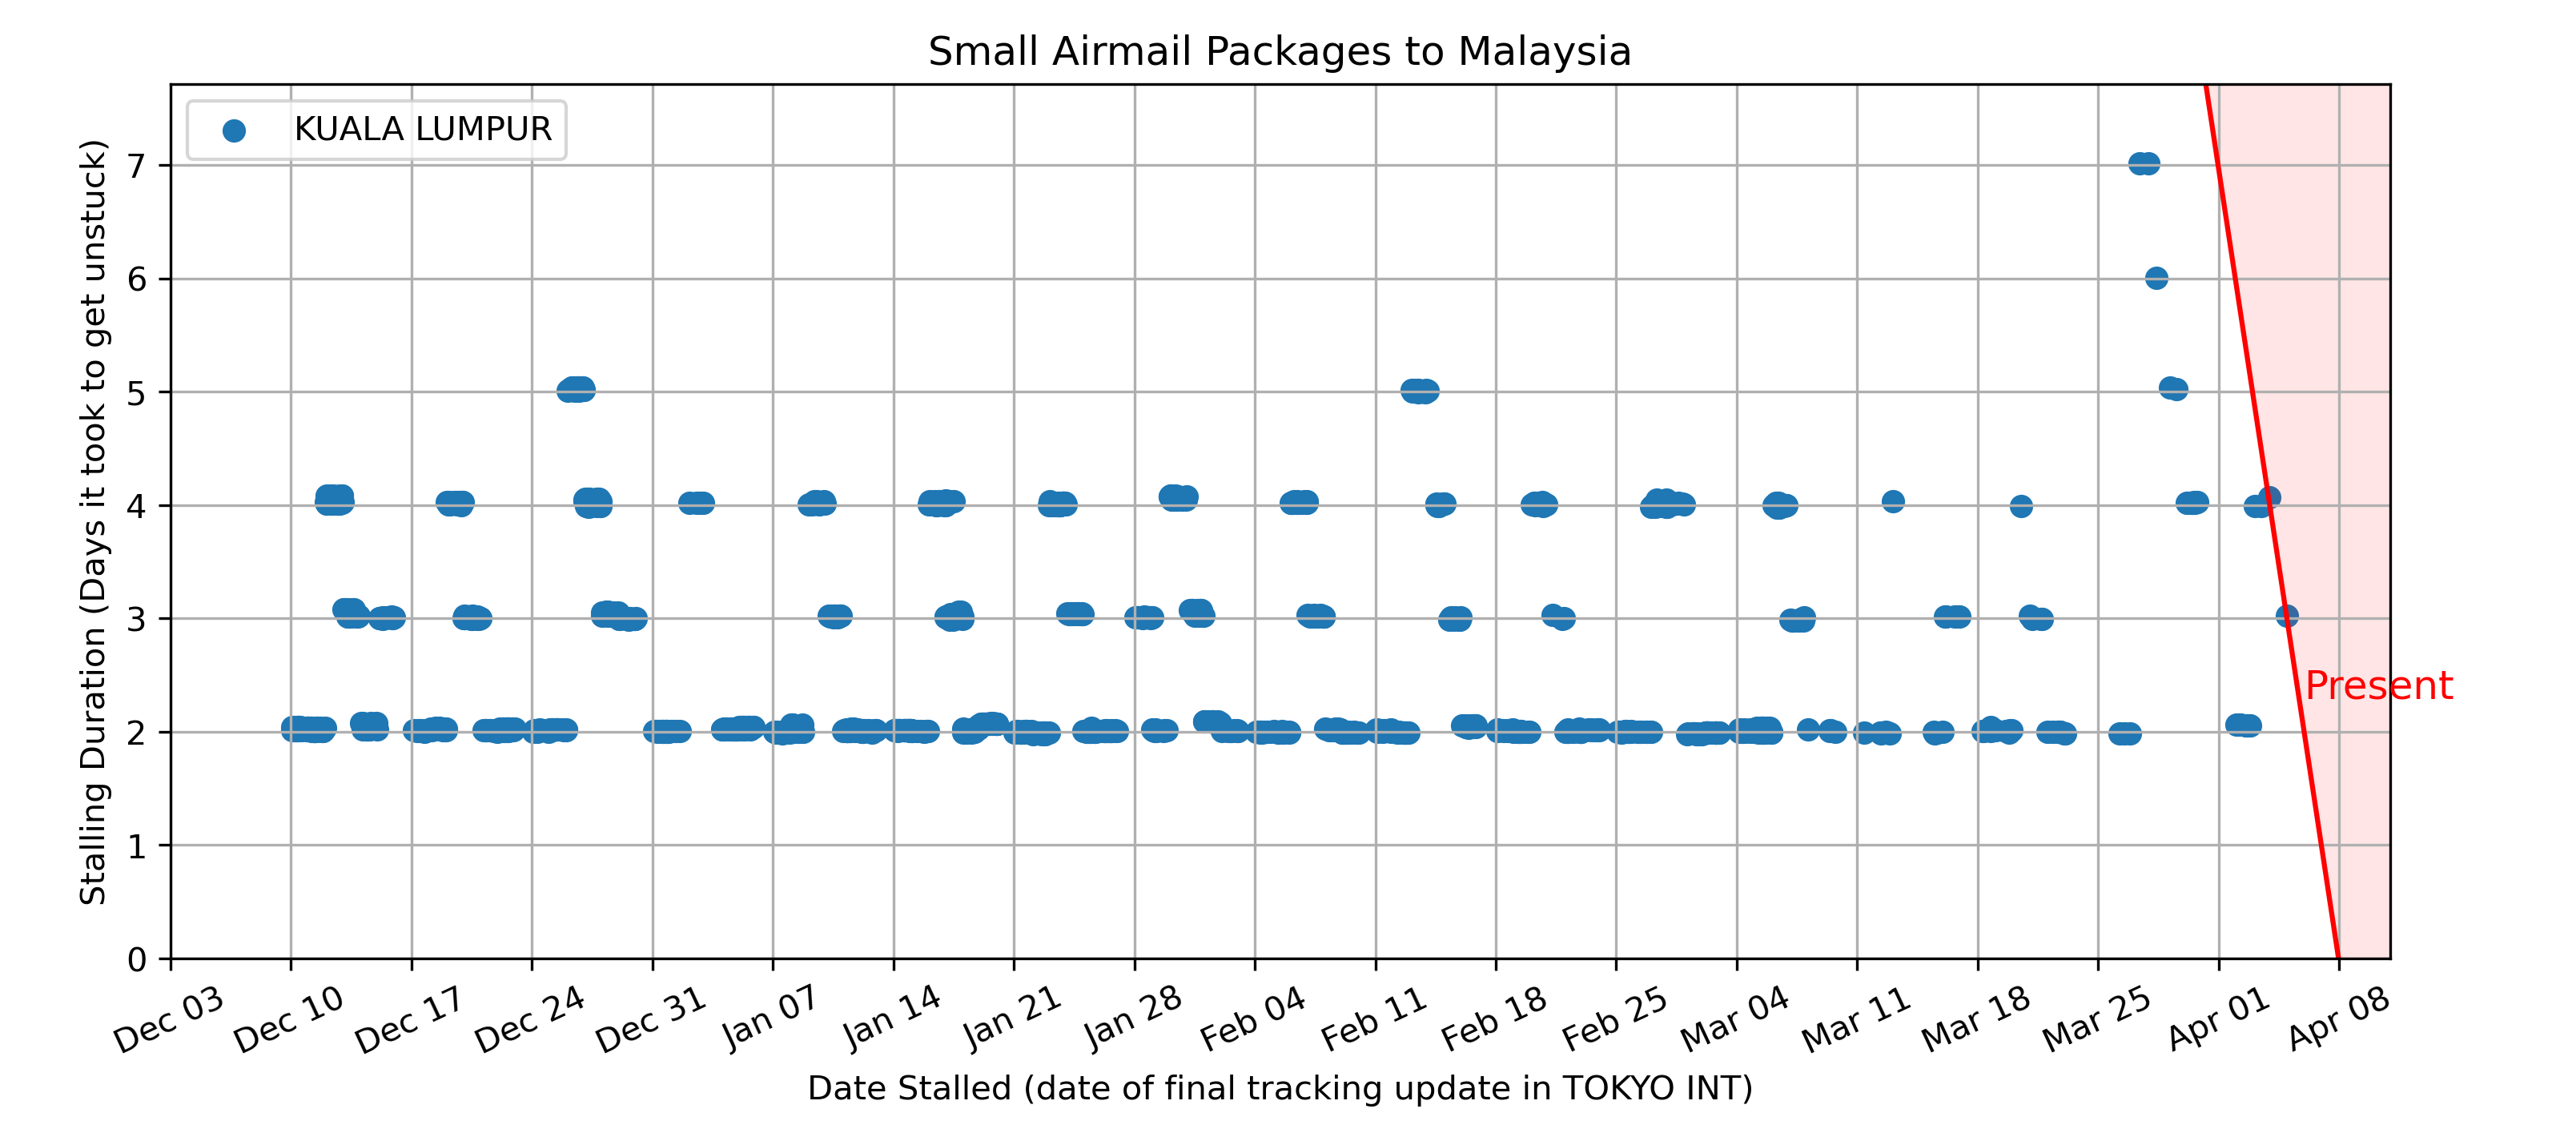 Small Airmail Packages to Malaysia
KUALA LUMPUR
Stalling Duration (Days it took to get unstuck)
7
6
5
4
3
2
1
0
Present
Dec 03
Dec 10
Dec 17
Dec 24
Dec 31
Jan 07
Jan 14
Jan 21
Jan 28
Feb 04
Feb 11
Feb 18
Feb 25
Mar 04
Mar 11
Mar 18
Mar 25
Apr 01
Apr 08
Date Stalled (date of final tracking update in TOKYO INT)